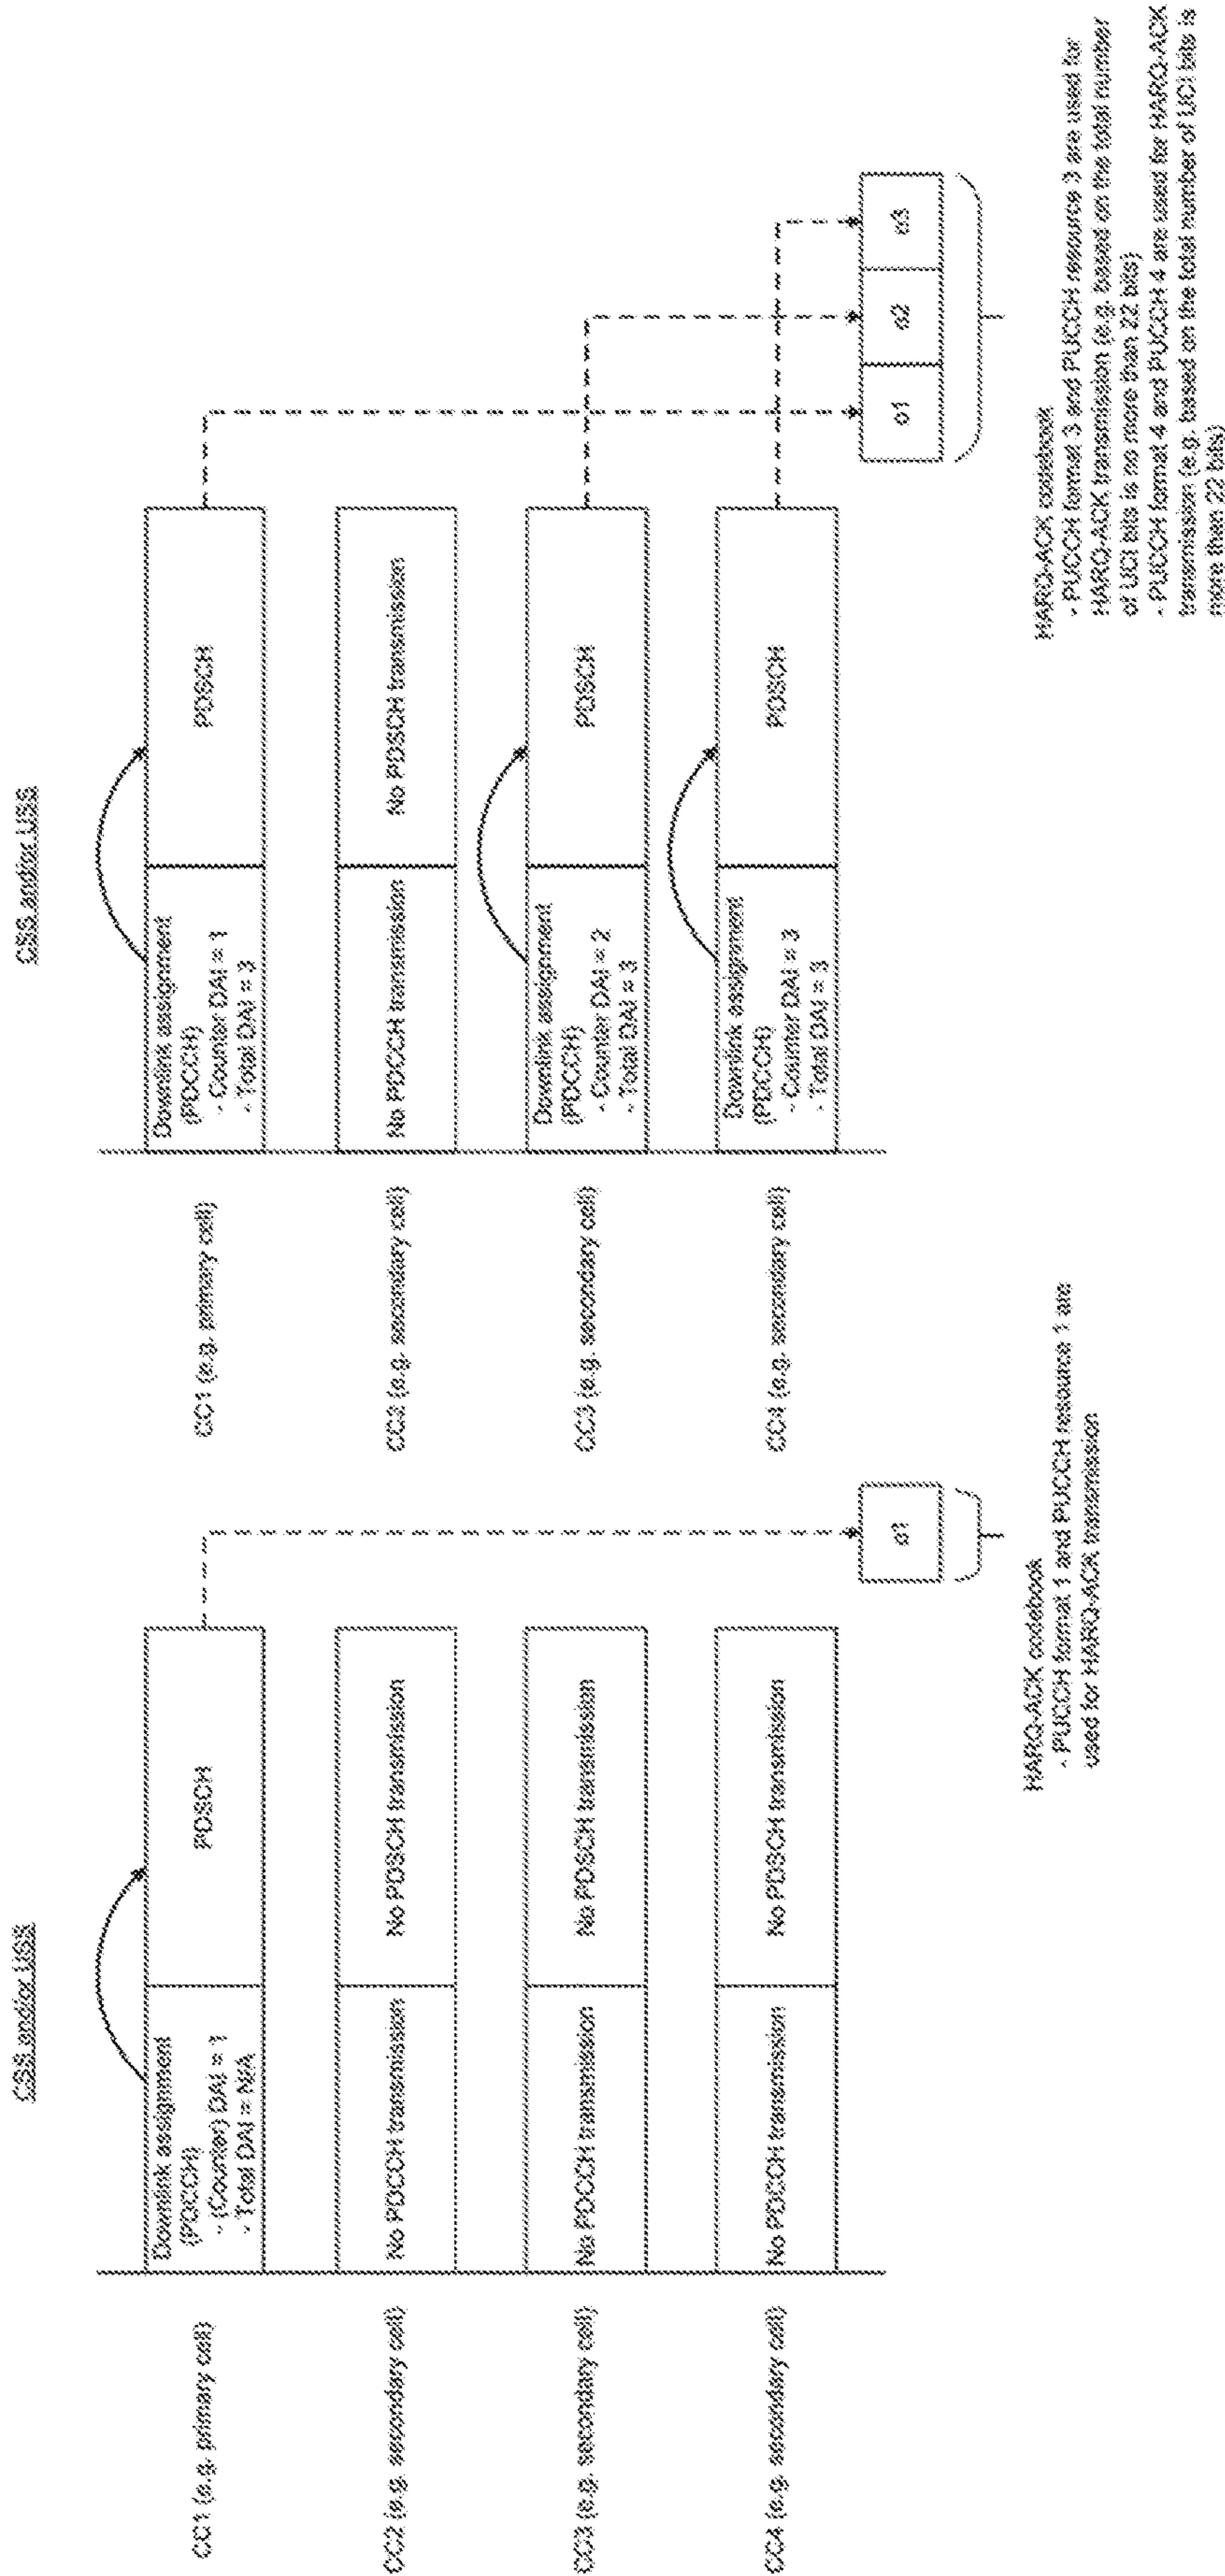 CSS and/or USS
CC1 (e.g. primary cell)
Downlink assignment
(PDCCH)
- (Counter) DAI = 1
- Total DAI = N/A
PDSCH
CC2 (e.g. secondary cell)
No PDCCH transmission
No PDSCH transmission
CC3 (e.g. secondary cell)
No PDCCH transmission
No PDSCH transmission
CC4 (e.g. secondary cell)
No PDCCH transmission
No PDSCH transmission
o1
HARQ-ACK codebook
- PUCCH format 1 and PUCCH resource 1 are
used for HARQ-ACK transmission
CSS and/or USS
CC1 (e.g. primary cell)
Downlink assignment
(PDCCH)
- Counter DAI = 1
- Total DAI = 3
PDSCH
CC2 (e.g. secondary cell)
No PDCCH transmission
No PDSCH transmission
CC3 (e.g. secondary cell)
Downlink assignment
(PDCCH)
- Counter DAI = 2
- Total DAI = 3
PDSCH
CC4 (e.g. secondary cell)
Downlink assignment
(PDCCH)
- Counter DAI = 3
- Total DAI = 3
PDSCH
o1
o2
o3
HARQ-ACK codebook
- PUCCH format 3 and PUCCH resource 3 are used for
HARQ-ACK transmission (e.g. based on the total number
of UCI bits is no more than 22 bits)
- PUCCH format 4 and PUCCH 4 are used for HARQ-ACK
transmission (e.g. based on the total number of UCI bits is
more than 22 bits)